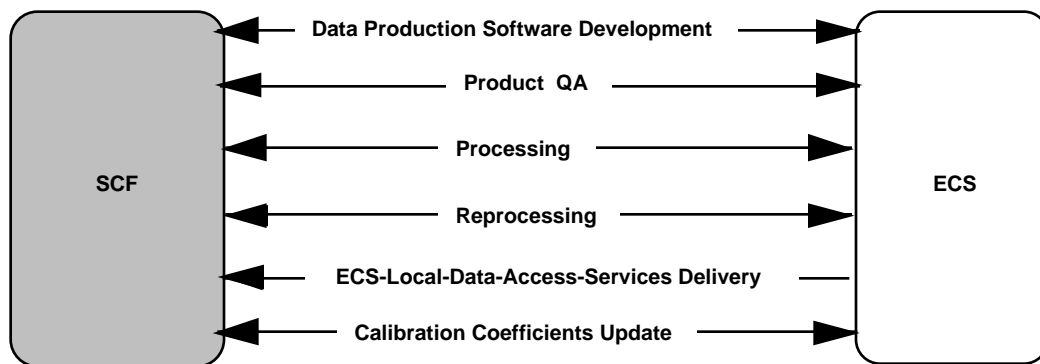 Data Production Software Development
Product QA
Processing
SCF
ECS
Reprocessing
ECS-Local-Data-Access-Services Delivery
Calibration Coefficients Update